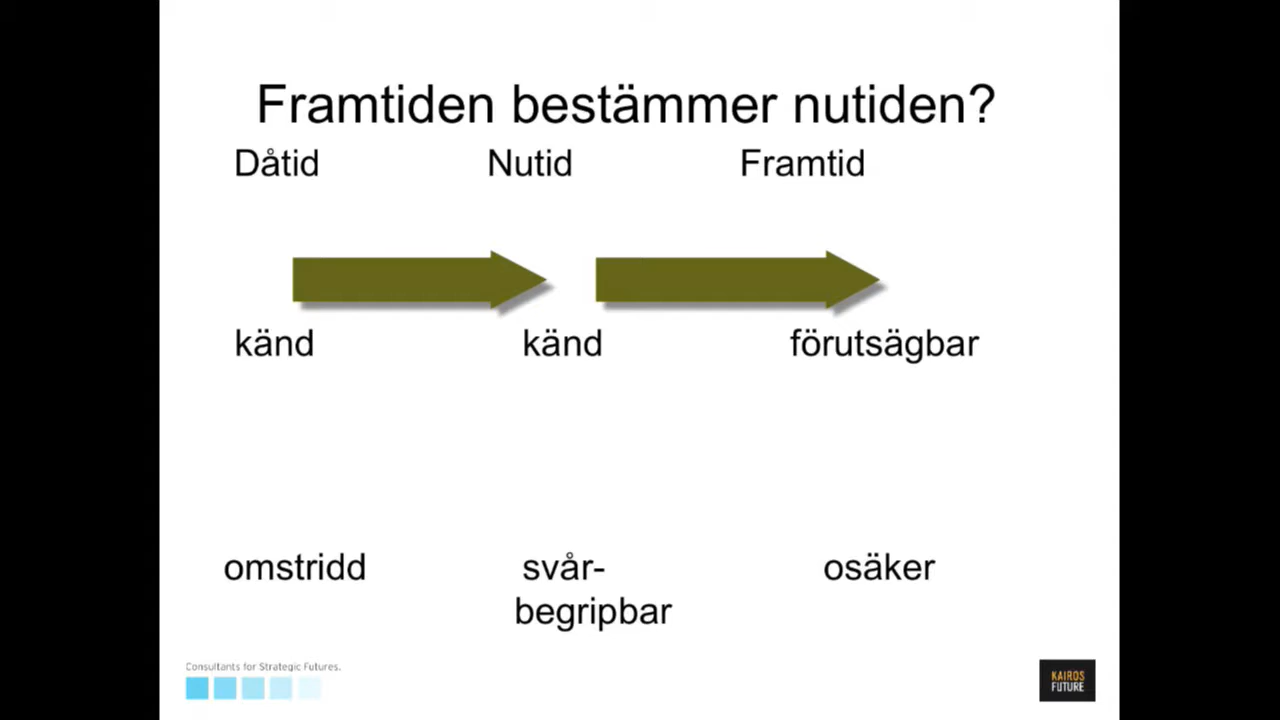 Framtiden bestämmer nutiden?
Dåtid Nutid Framtid
känd känd förutsägbar
omstridd svår- osäker
begripbar
Consultants for Strategic Futures.
KAIROS
FUTURE